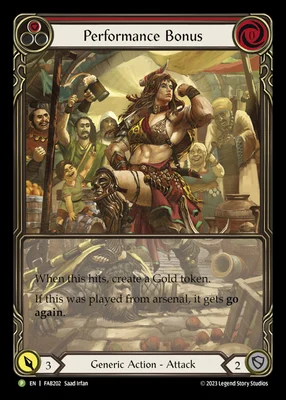 Performance Bonus
When this hits, create a Gold token.
If this was played from arsenal, it gets go
again.
3
Generic Action - Attack
2
P
EN | FAB202 Saad Irfan
© 2023 Legend Story Studios